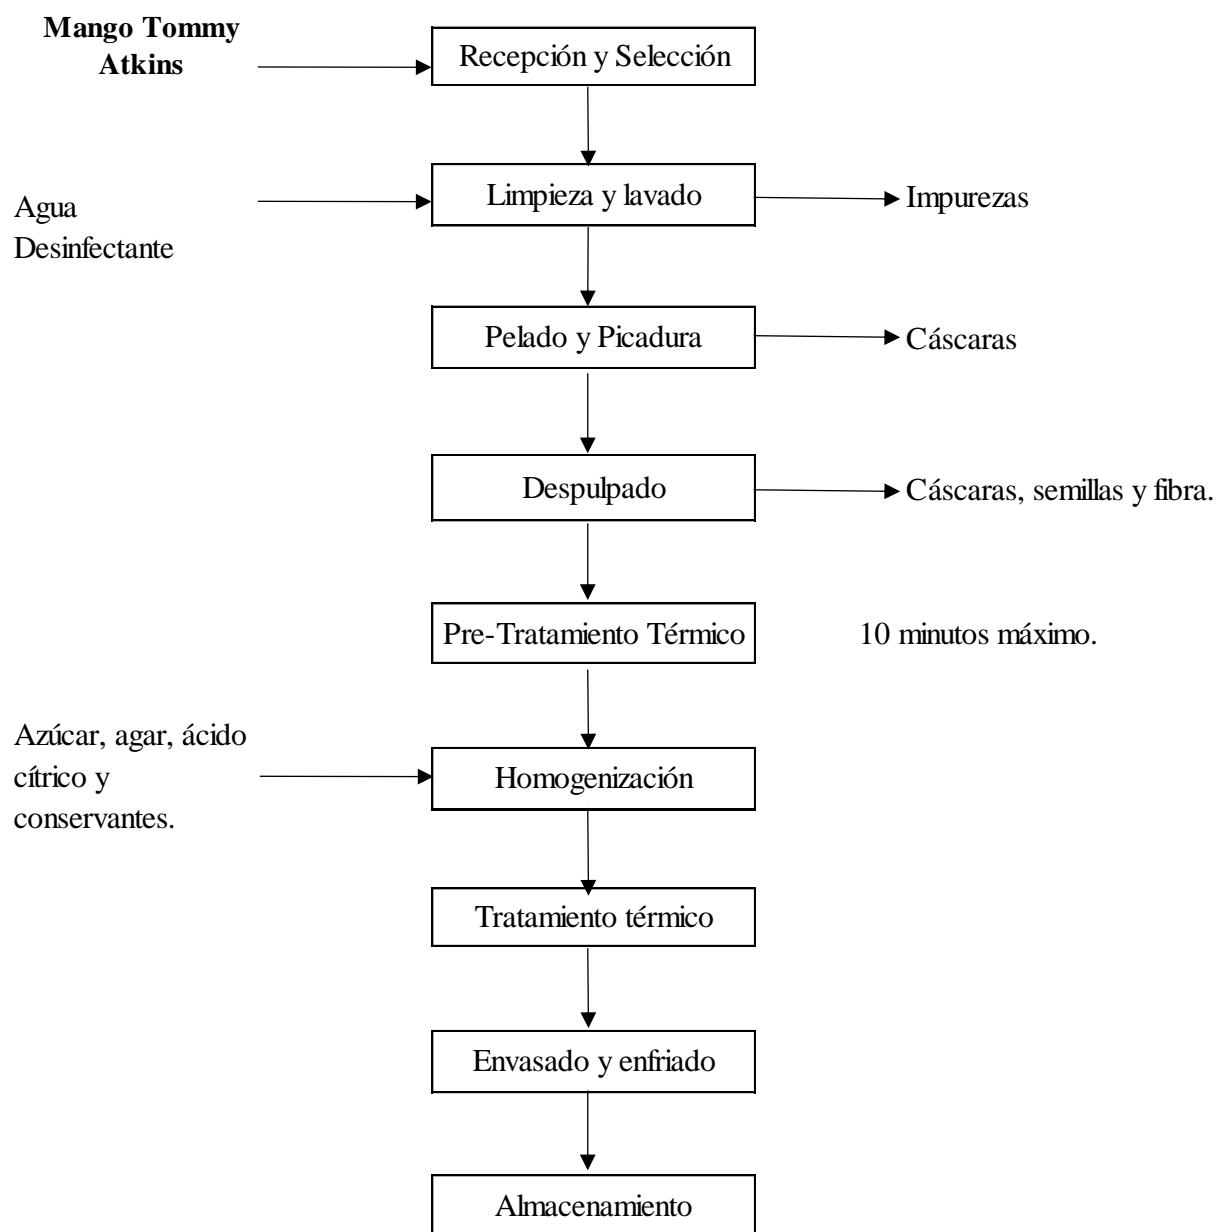 Mango Tommy
Atkins
Recepción y Selección
Agua
Desinfectante
Limpieza y lavado
Impurezas
Pelado y Picadura
Cáscaras
Despulpado
Cáscaras, semillas y fibra.
Pre-Tratamiento Térmico
10 minutos máximo.
Azúcar, agar, ácido
cítrico y
conservantes.
Homogenización
Tratamiento térmico
Envasado y enfriado
Almacenamiento